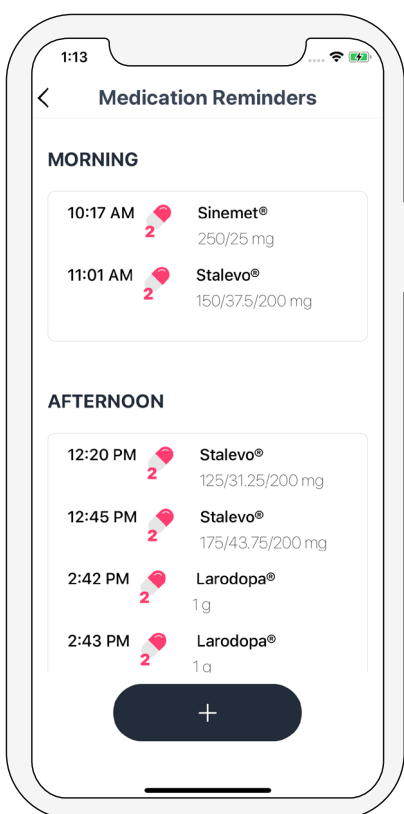 1:13
Medication Reminders
MORNING
10:17 AM 2 Sinemet®
250/25 mg
11:01 AM 2 Stalevo®
150/37.5/200 mg
AFTERNOON
12:20 PM 2 Stalevo®
125/31.25/200 mg
12:45 PM 2 Stalevo®
175/43.75/200 mg
2:42 PM 2 Larodopa®
1 g
2:43 PM 2 Larodopa®
1 g
+